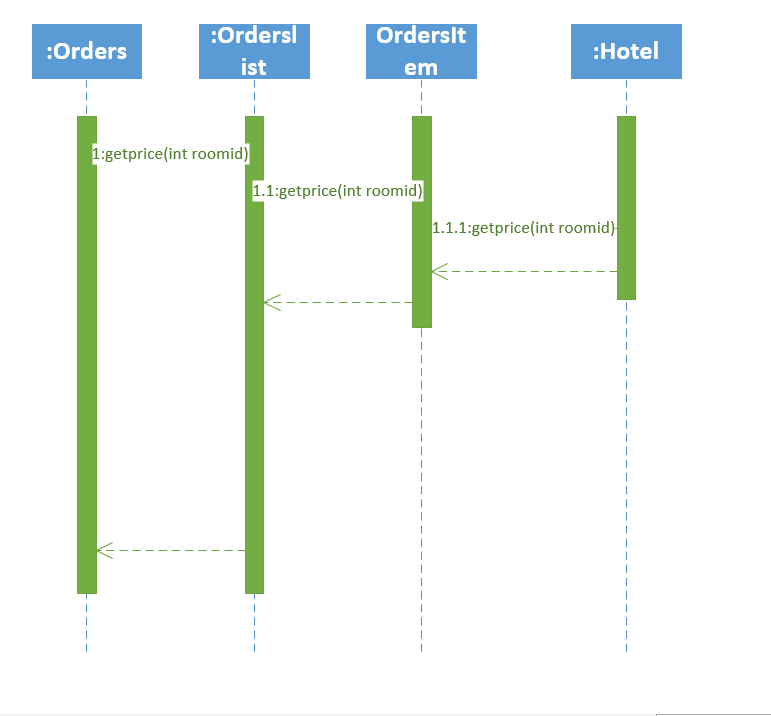 :Orders
:Ordersl
ist
OrdersIt
em
:Hotel
1:getprice(int roomid)
1.1:getprice(int roomid)
1.1.1:getprice(int roomid)